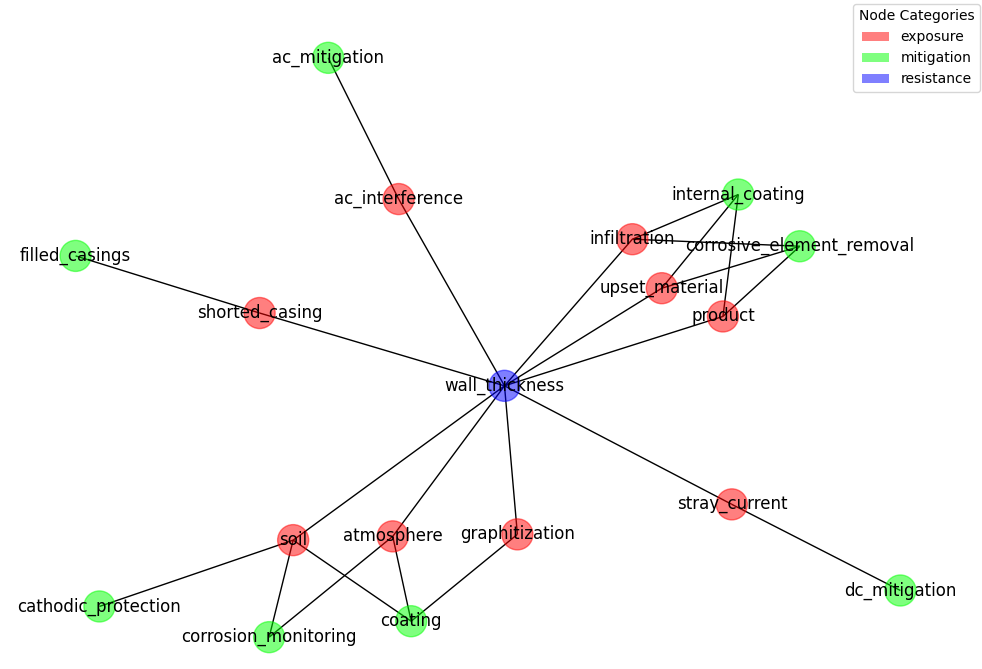 Node Categories
exposure
mitigation
resistance
ac_mitigation
ac_interference
internal_coating
infiltration
corrosive_element_removal
filled_casings
upset_material
shorted_casing
product
wall_thickness
stray_current
graphitization
atmosphere
soil
dc_mitigation
cathodic_protection
coating
corrosion_monitoring